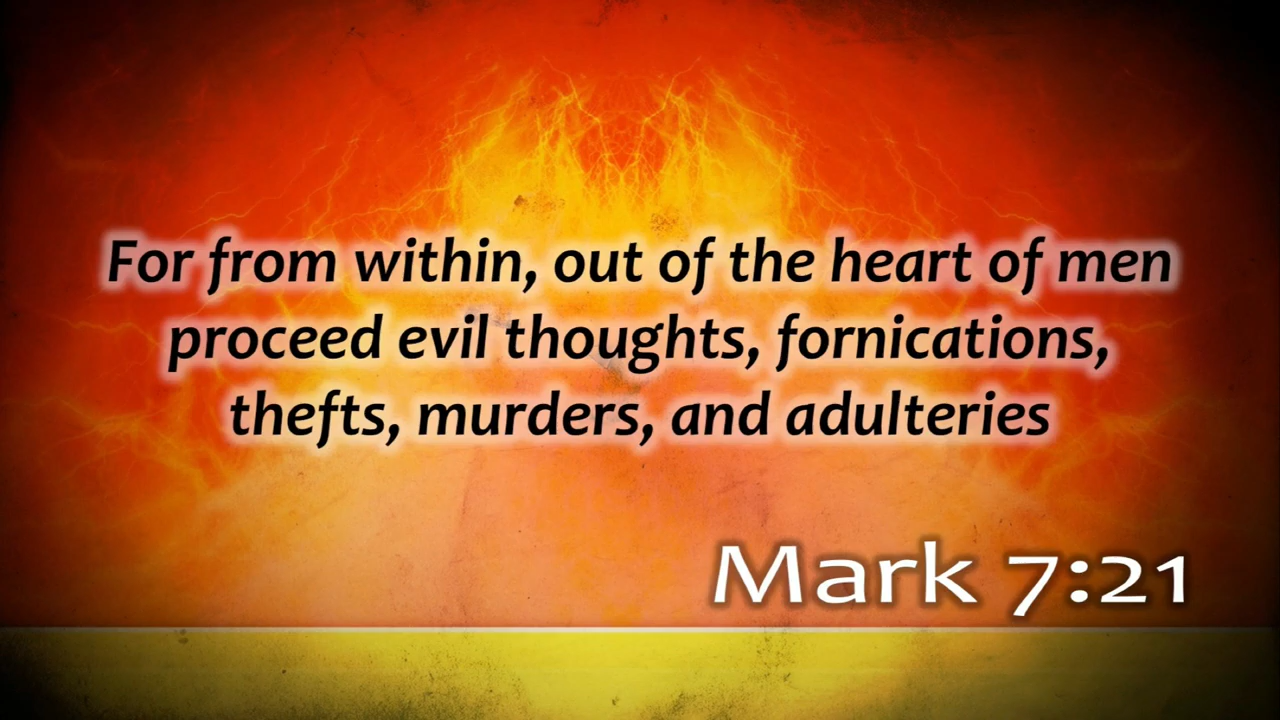 For from within, out of the heart of men
proceed evil thoughts, fornications,
thefts, murders, and adulteries
Mark 7:21